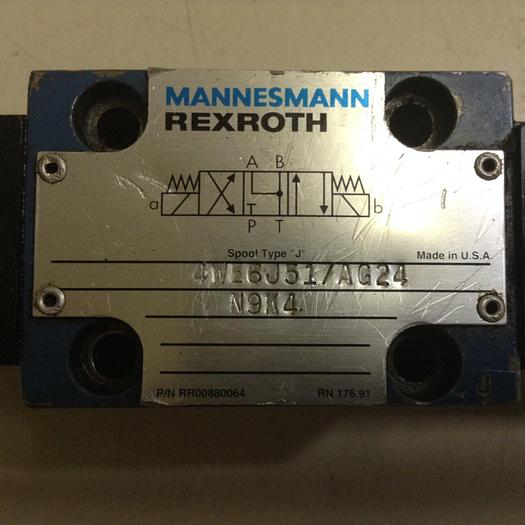 MANNESMANN
REXROTH
A B
a b
T
P T
Spool Type "J" Made in U.S.A.
4WE6J51/AG24
N9K4
P/N RR00880064 RN 176.91